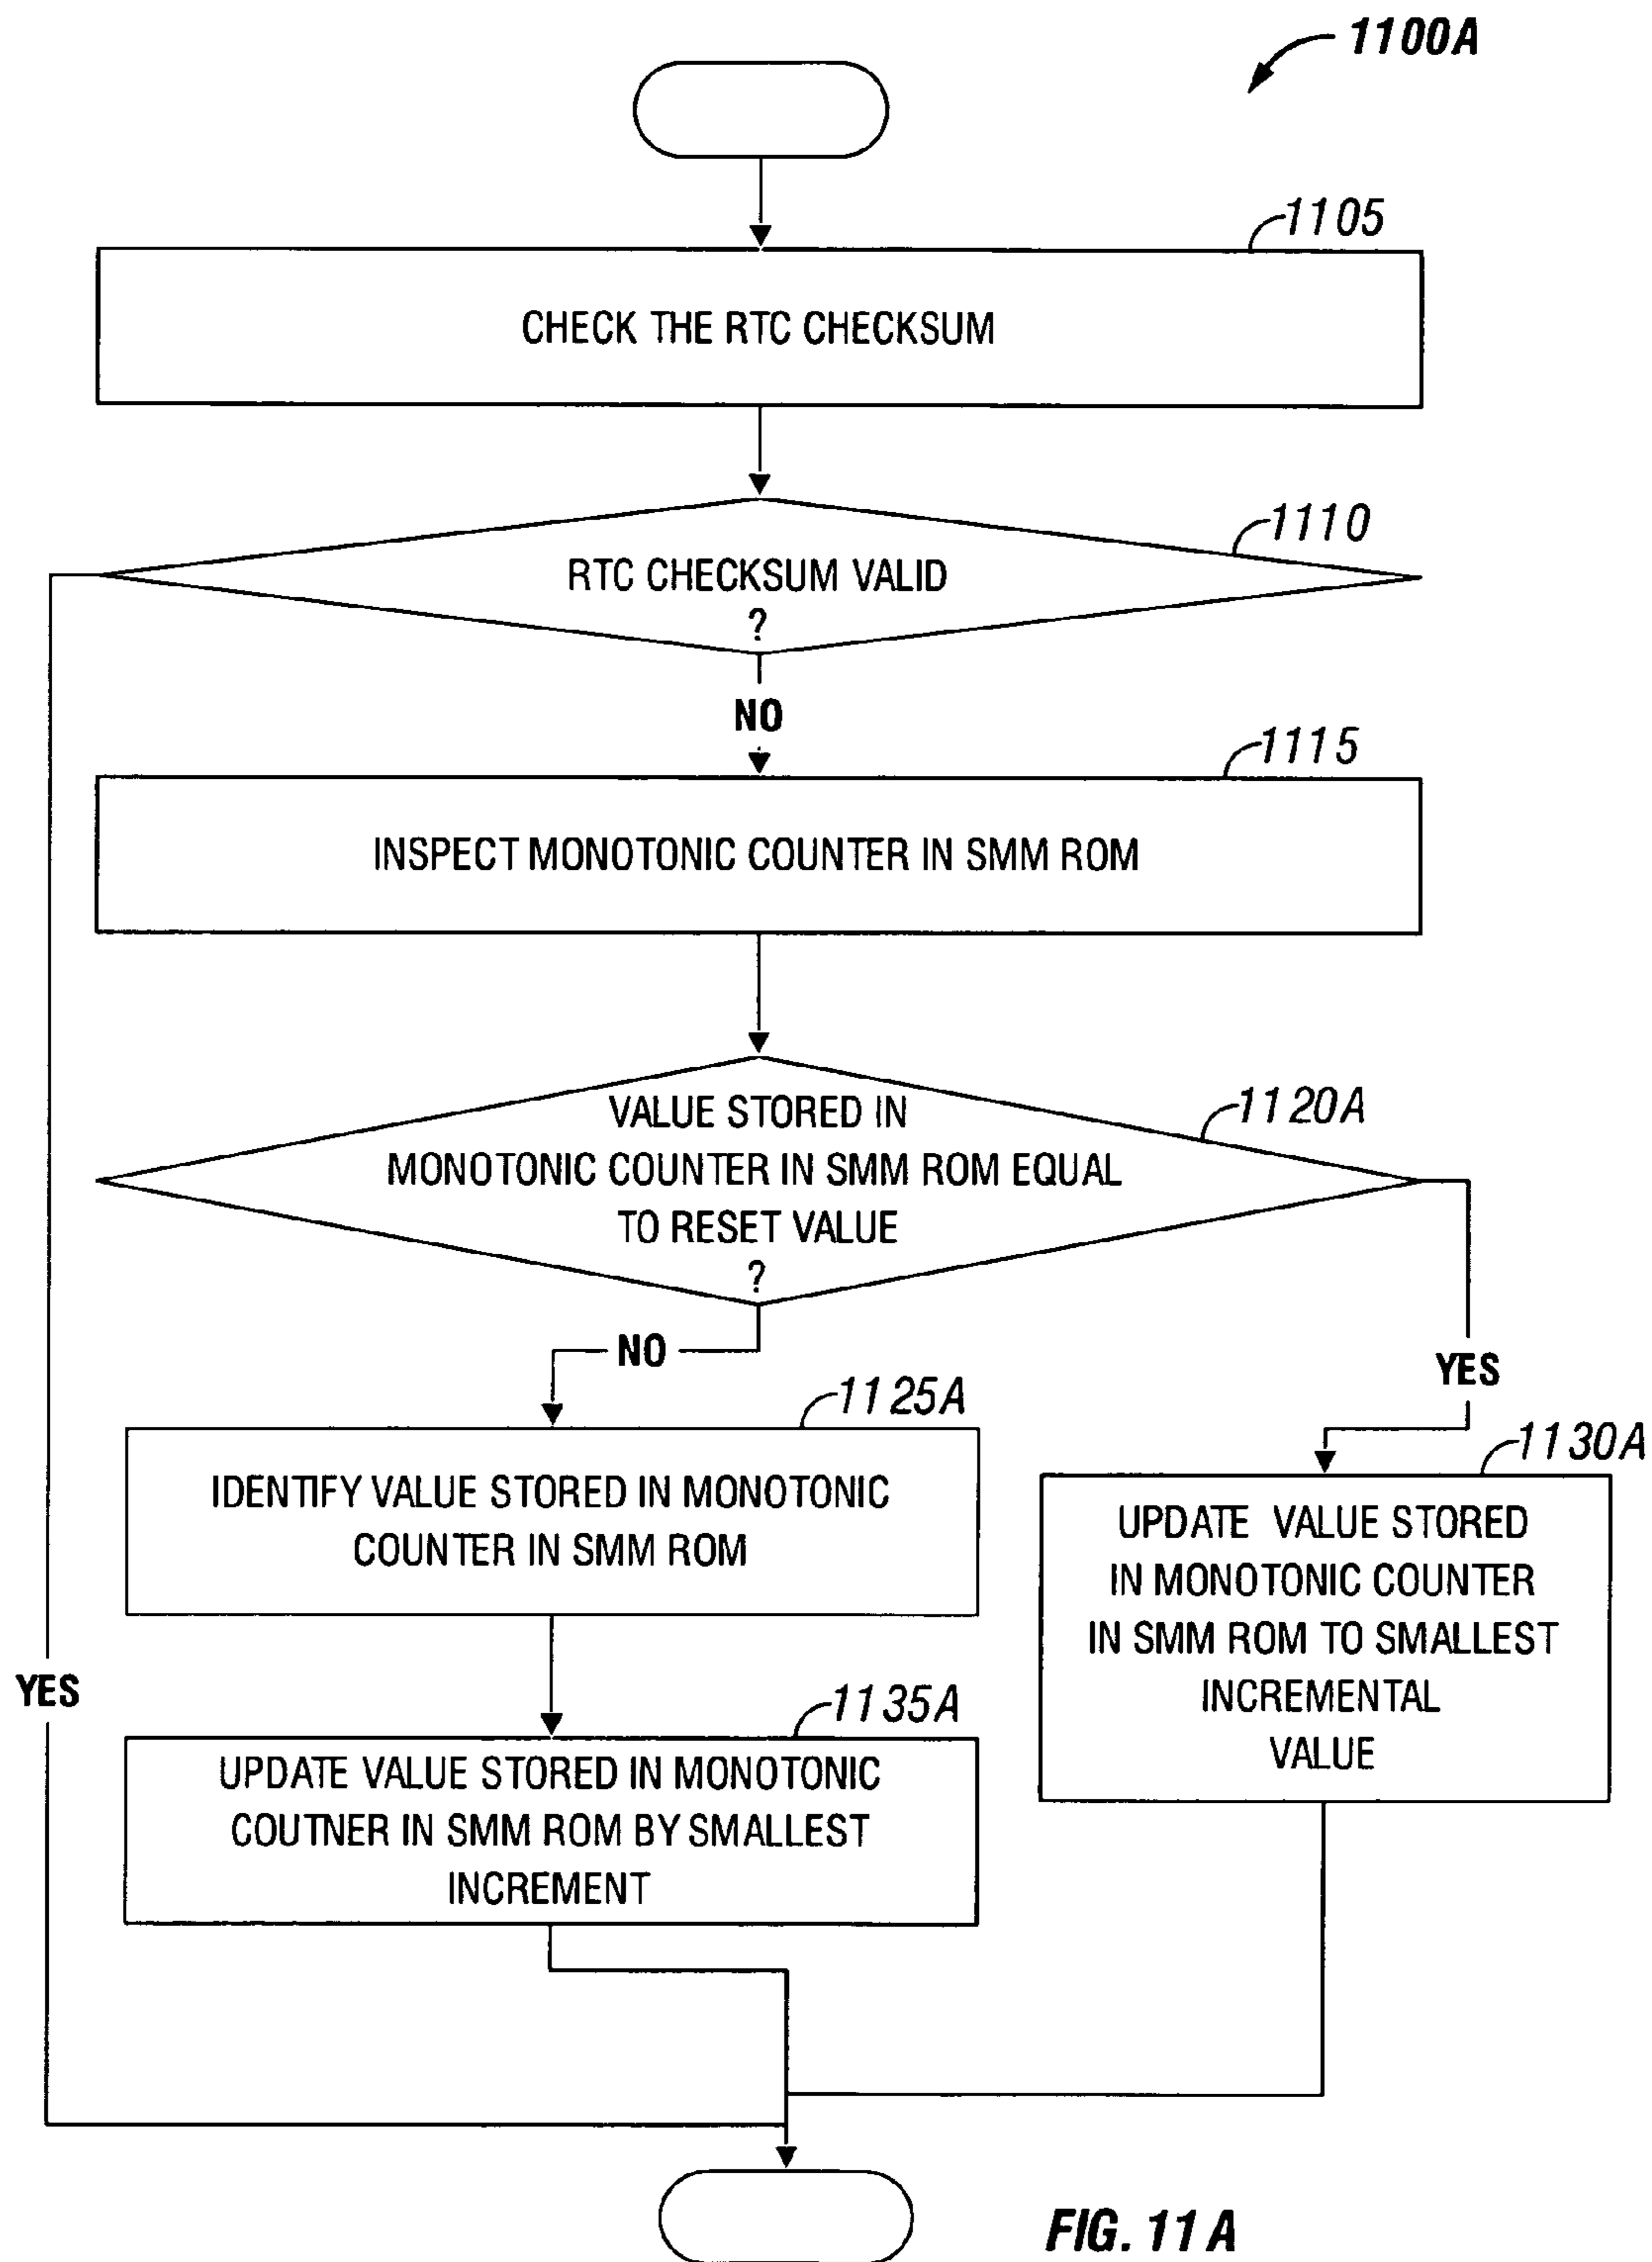 1100A
1105
CHECK THE RTC CHECKSUM
1110
RTC CHECKSUM VALID
?
NO
1115
INSPECT MONOTONIC COUNTER IN SMM ROM
1120A
VALUE STORED IN
MONOTONIC COUNTER IN SMM ROM EQUAL
TO RESET VALUE
?
NO
YES
1125A
IDENTIFY VALUE STORED IN MONOTONIC
COUNTER IN SMM ROM
1130A
UPDATE VALUE STORED
IN MONOTONIC COUNTER
IN SMM ROM TO SMALLEST
INCREMENTAL
VALUE
YES
1135A
UPDATE VALUE STORED IN MONOTONIC
COUTNER IN SMM ROM BY SMALLEST
INCREMENT
FIG. 11A